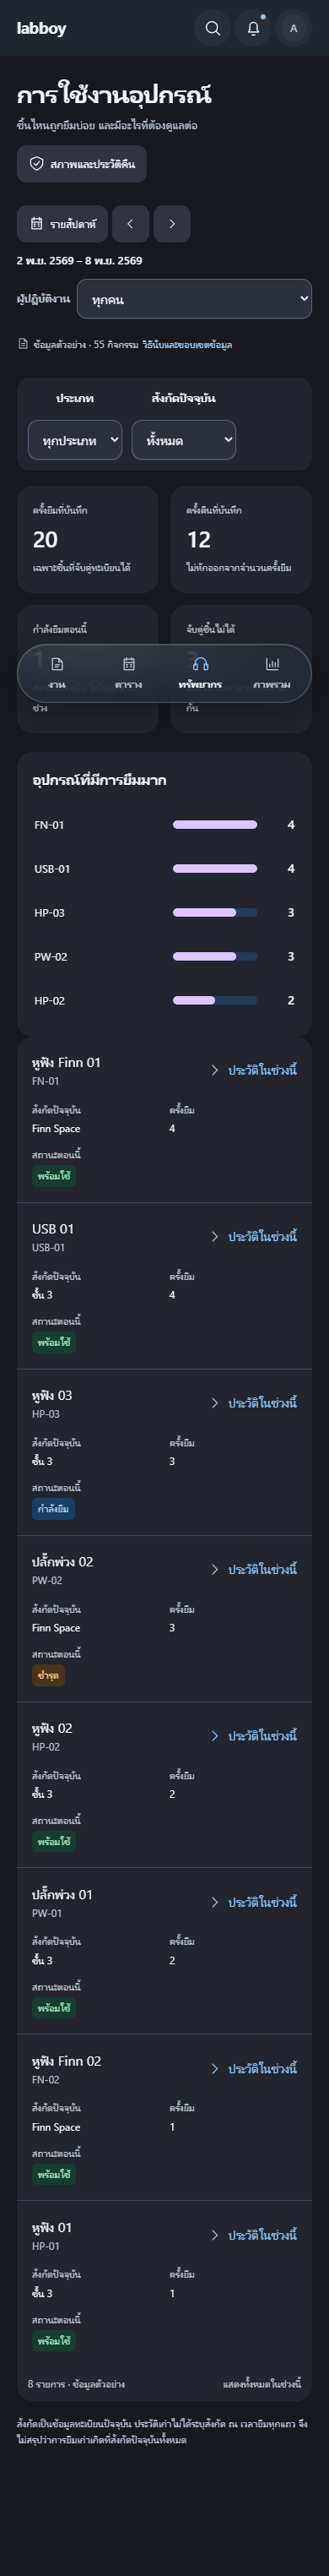 labboy
A
การใช้งานอุปกรณ์
ชิ้นไหนถูกยืมบ่อย และมีอะไรที่ต้องดูแลต่อ
สภาพและประวัติคืน
รายสัปดาห์
2 พ.ย. 2569 – 8 พ.ย. 2569
ผู้ปฏิบัติงาน ทุกคน
ข้อมูลตัวอย่าง · 55 กิจกรรม วิธีนับและขอบเขตข้อมูล
ประเภท สังกัดปัจจุบัน
ทุกประเภท ทั้งหมด
ครั้งยืมที่บันทึก
20
เฉพาะชิ้นที่จับคู่ทะเบียนได้
ครั้งคืนที่บันทึก
12
ไม่หักออกจากจำนวนครั้งยืม
กำลังยืมตอนนี้
ช่วง
จับคู่ชิ้นไม่ได้
กัน
งาน ตาราง ทรัพยากร ภาพรวม
อุปกรณ์ที่มีการยืมมาก
FN-01 4
USB-01 4
HP-03 3
PW-02 3
HP-02 2
หูฟัง Finn 01 ประวัติในช่วงนี้
FN-01
สังกัดปัจจุบัน ครั้งยืม
Finn Space 4
สถานะตอนนี้
พร้อมใช้
USB 01 ประวัติในช่วงนี้
USB-01
สังกัดปัจจุบัน ครั้งยืม
ชั้น 3 4
สถานะตอนนี้
พร้อมใช้
หูฟัง 03 ประวัติในช่วงนี้
HP-03
สังกัดปัจจุบัน ครั้งยืม
ชั้น 3 3
สถานะตอนนี้
กำลังยืม
ปลั๊กพ่วง 02 ประวัติในช่วงนี้
PW-02
สังกัดปัจจุบัน ครั้งยืม
Finn Space 3
สถานะตอนนี้
ชำรุด
หูฟัง 02 ประวัติในช่วงนี้
HP-02
สังกัดปัจจุบัน ครั้งยืม
ชั้น 3 2
สถานะตอนนี้
พร้อมใช้
ปลั๊กพ่วง 01 ประวัติในช่วงนี้
PW-01
สังกัดปัจจุบัน ครั้งยืม
ชั้น 3 2
สถานะตอนนี้
พร้อมใช้
หูฟัง Finn 02 ประวัติในช่วงนี้
FN-02
สังกัดปัจจุบัน ครั้งยืม
Finn Space 1
สถานะตอนนี้
พร้อมใช้
หูฟัง 01 ประวัติในช่วงนี้
HP-01
สังกัดปัจจุบัน ครั้งยืม
ชั้น 3 1
สถานะตอนนี้
พร้อมใช้
8 รายการ · ข้อมูลตัวอย่าง แสดงทั้งหมดในช่วงนี้
สังกัดเป็นข้อมูลทะเบียนปัจจุบัน ประวัติเก่าไม่ได้ระบุสังกัด ณ เวลายืมทุกแถว จึง
ไม่สรุปว่าการยืมเก่าเกิดที่สังกัดปัจจุบันทั้งหมด